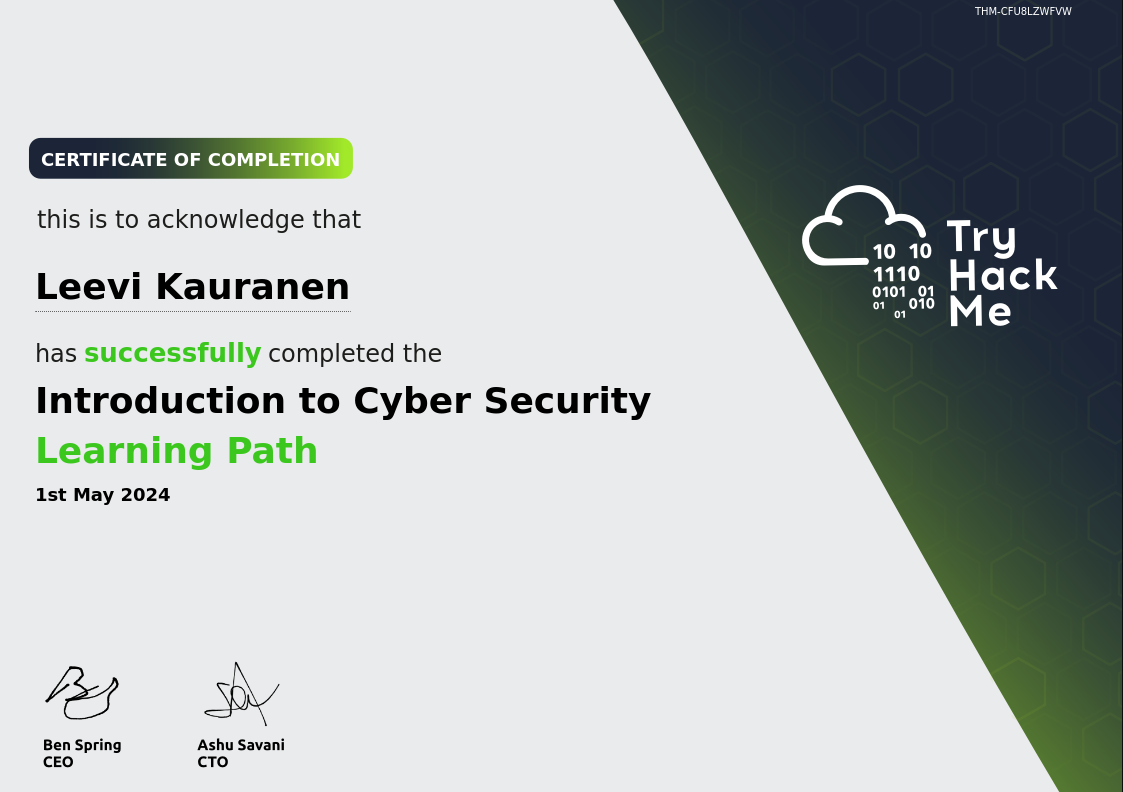 THM-CFU8LZWFVW
CERTIFICATE OF COMPLETION
this is to acknowledge that
Leevi Kauranen
has successfully completed the
Introduction to Cyber Security
Learning Path
1st May 2024
Try
Hack
Me
10 10
1110
0101 01
01 010
01
Ben Spring
CEO
Ashu Savani
CTO